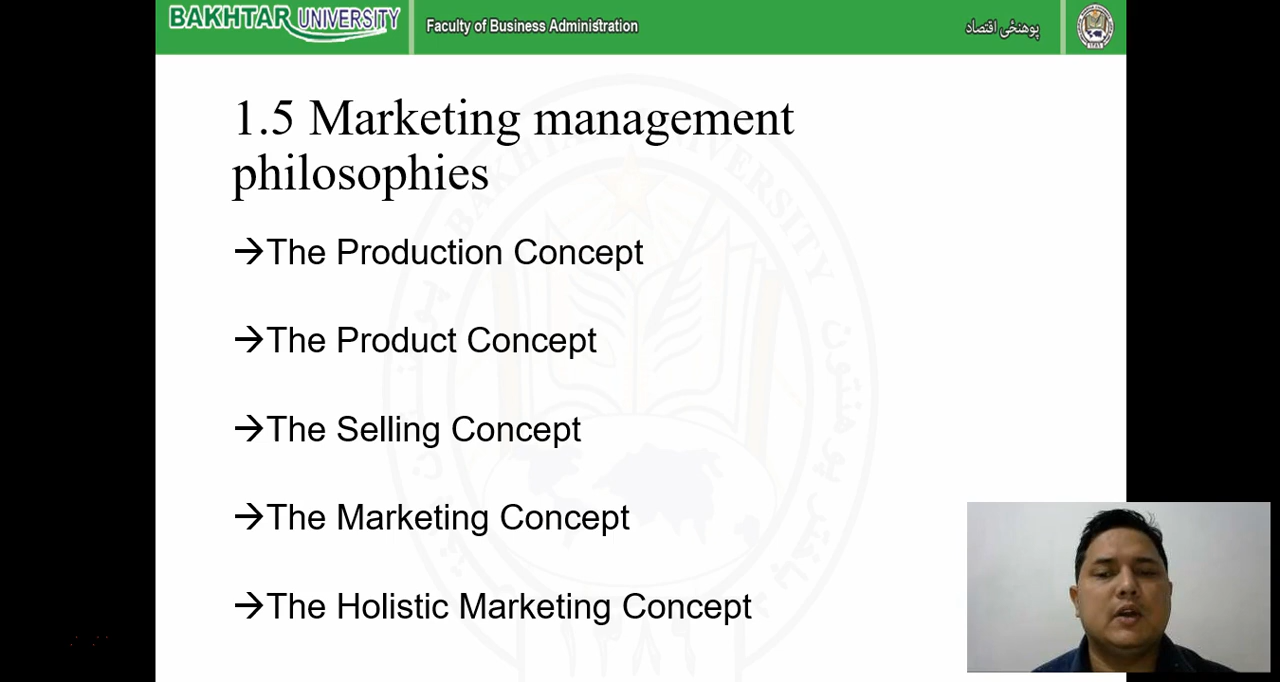 BAKHTAR UNIVERSITY
Faculty of Business Administration
پوهنځی اقتصاد
1.5 Marketing management
philosophies
→The Production Concept
→The Product Concept
→The Selling Concept
→The Marketing Concept
→The Holistic Marketing Concept